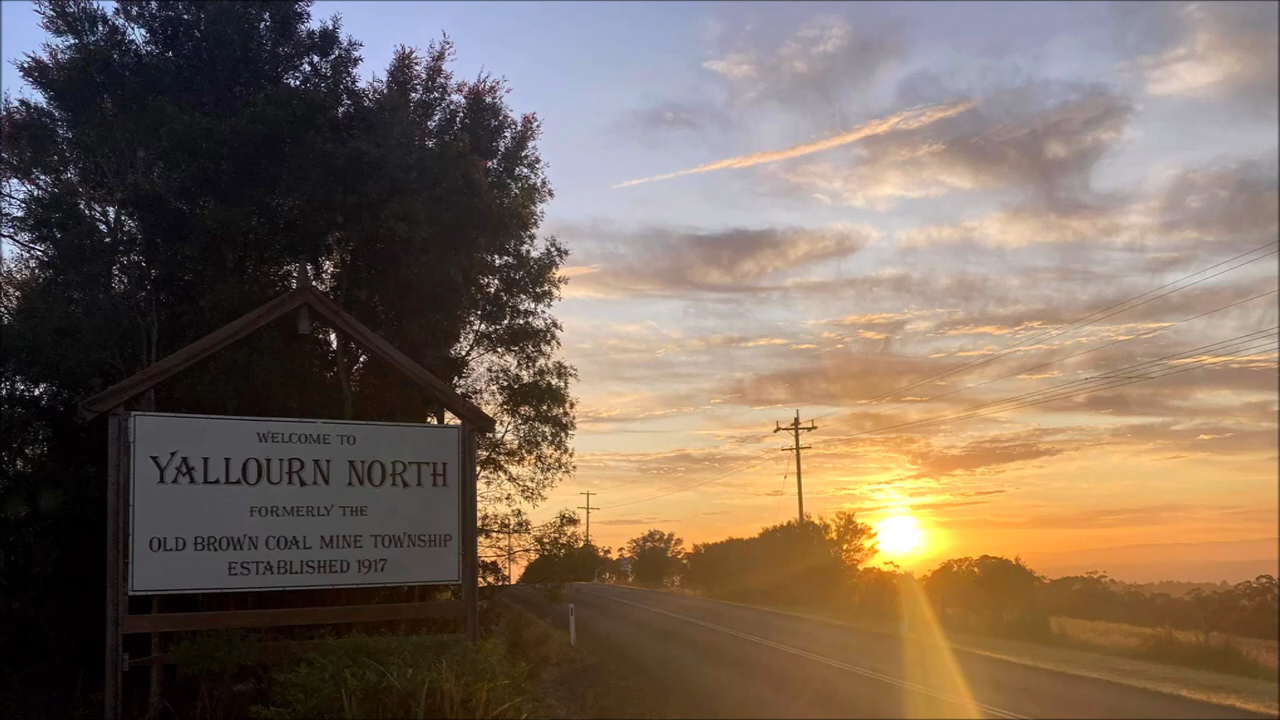 WELCOME TO
YALLOURN NORTH
FORMERLY THE
OLD BROWN COAL MINE TOWNSHIP
ESTABLISHED 1917